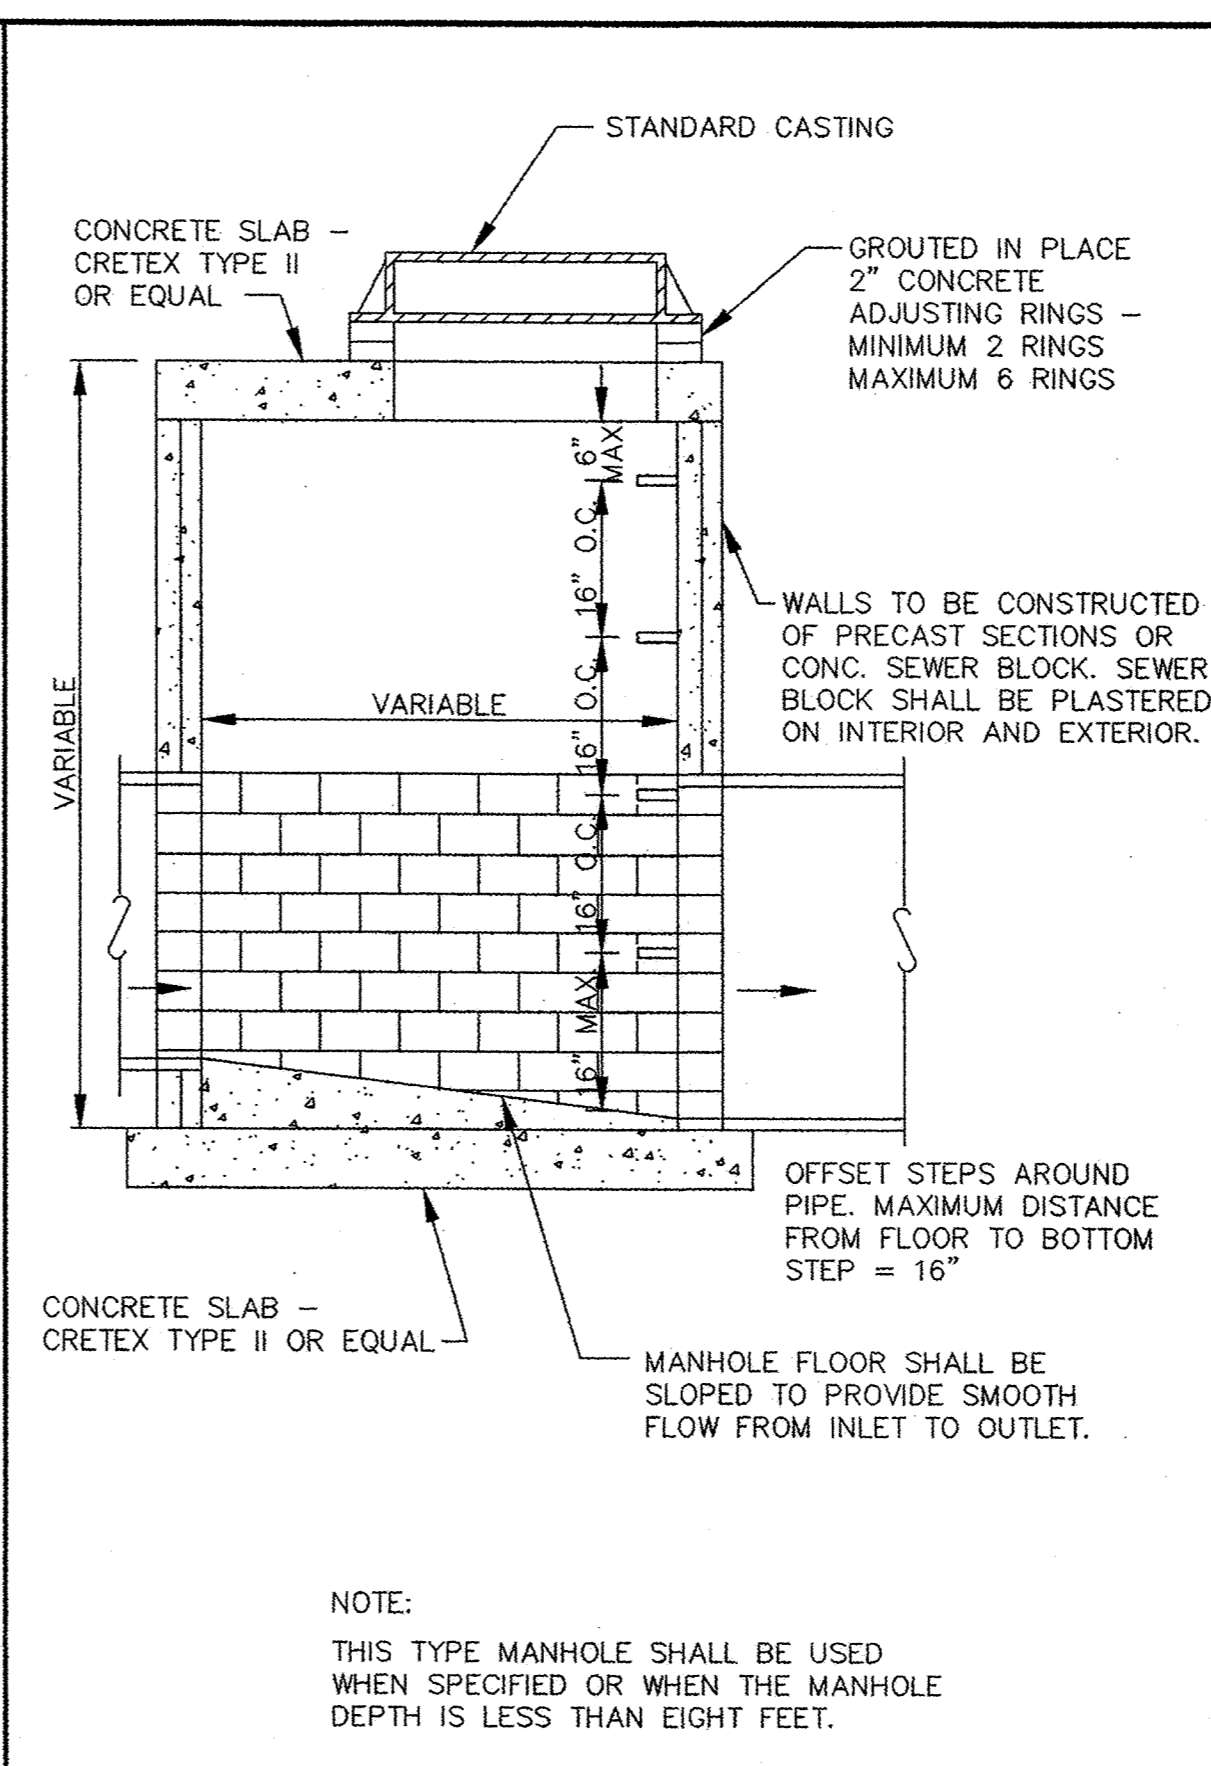 STANDARD CASTING
CONCRETE SLAB –
CRETEX TYPE II
OR EQUAL
GROUTED IN PLACE
2" CONCRETE
ADJUSTING RINGS –
MINIMUM 2 RINGS
MAXIMUM 6 RINGS
6"
MAX.
16" O.C.
16" O.C.
16" O.C.
16" MAX.
VARIABLE
VARIABLE
WALLS TO BE CONSTRUCTED
OF PRECAST SECTIONS OR
CONC. SEWER BLOCK. SEWER
BLOCK SHALL BE PLASTERED
ON INTERIOR AND EXTERIOR.
OFFSET STEPS AROUND
PIPE. MAXIMUM DISTANCE
FROM FLOOR TO BOTTOM
STEP = 16"
CONCRETE SLAB –
CRETEX TYPE II OR EQUAL
MANHOLE FLOOR SHALL BE
SLOPED TO PROVIDE SMOOTH
FLOW FROM INLET TO OUTLET.
NOTE:
THIS TYPE MANHOLE SHALL BE USED
WHEN SPECIFIED OR WHEN THE MANHOLE
DEPTH IS LESS THAN EIGHT FEET.